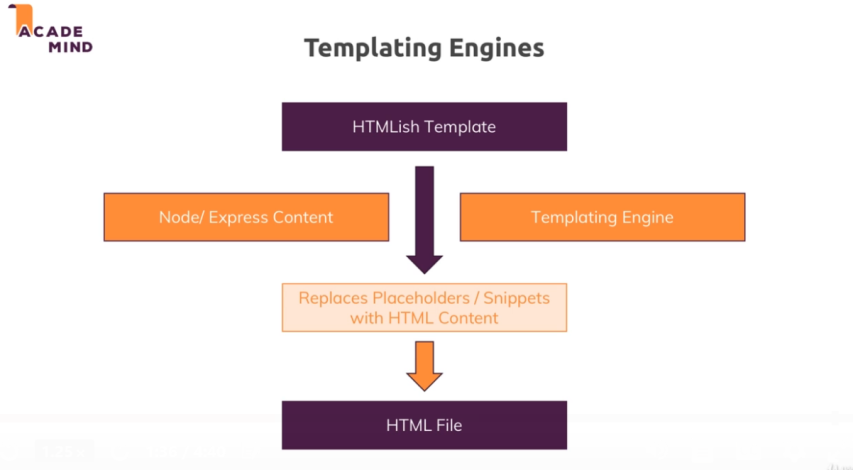 ACADE
MIND
Templating Engines
HTMLish Template
Node/ Express Content
Templating Engine
Replaces Placeholders / Snippets
with HTML Content
HTML File